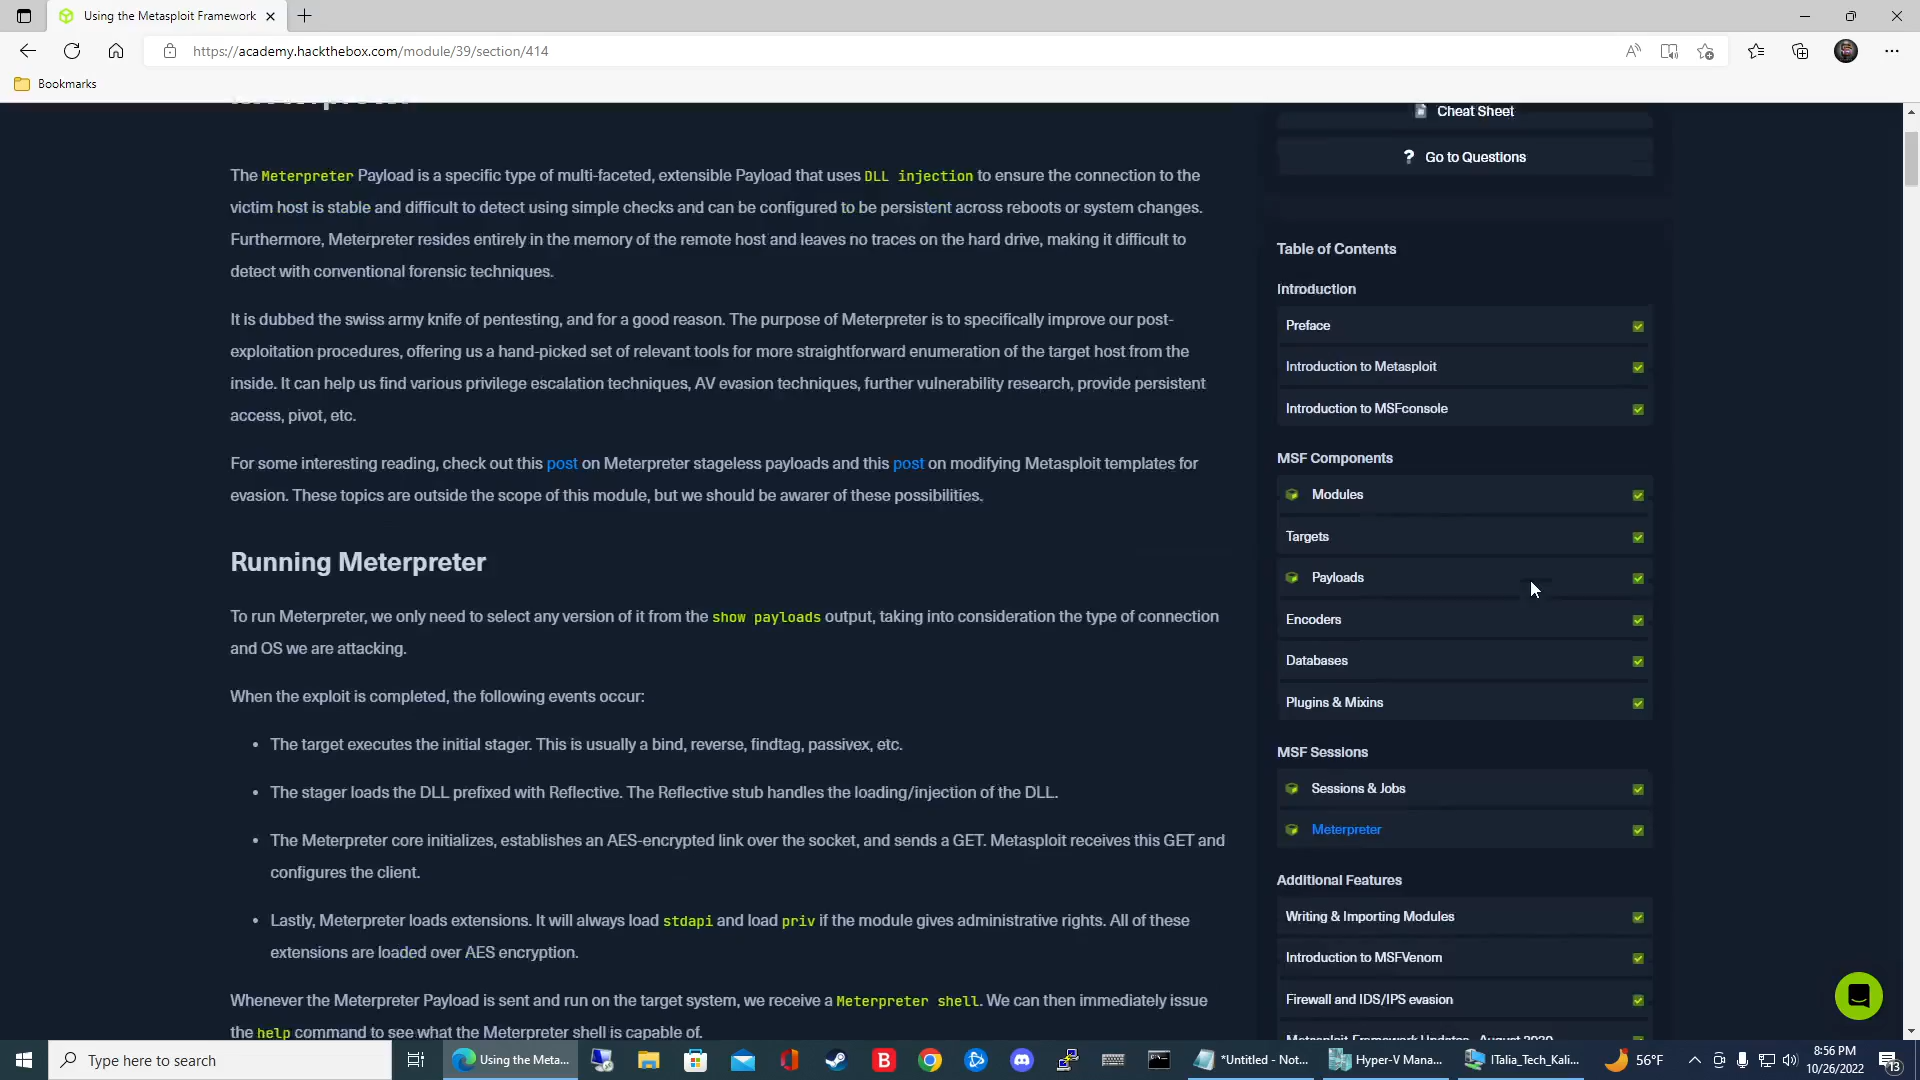 Using the Metasploit Framework
https://academy.hackthebox.com/module/39/section/414
Bookmarks
The Meterpreter Payload is a specific type of multi-faceted, extensible Payload that uses DLL injection to ensure the connection to the
victim host is stable and difficult to detect using simple checks and can be configured to be persistent across reboots or system changes.
Furthermore, Meterpreter resides entirely in the memory of the remote host and leaves no traces on the hard drive, making it difficult to
detect with conventional forensic techniques.
It is dubbed the swiss army knife of pentesting, and for a good reason. The purpose of Meterpreter is to specifically improve our post-
exploitation procedures, offering us a hand-picked set of relevant tools for more straightforward enumeration of the target host from the
inside. It can help us find various privilege escalation techniques, AV evasion techniques, further vulnerability research, provide persistent
access, pivot, etc.
For some interesting reading, check out this post on Meterpreter stageless payloads and this post on modifying Metasploit templates for
evasion. These topics are outside the scope of this module, but we should be awarer of these possibilities.
Running Meterpreter
To run Meterpreter, we only need to select any version of it from the show payloads output, taking into consideration the type of connection
and OS we are attacking.
When the exploit is completed, the following events occur:
• The target executes the initial stager. This is usually a bind, reverse, findtag, passivex, etc.
• The stager loads the DLL prefixed with Reflective. The Reflective stub handles the loading/injection of the DLL.
• The Meterpreter core initializes, establishes an AES-encrypted link over the socket, and sends a GET. Metasploit receives this GET and
configures the client.
• Lastly, Meterpreter loads extensions. It will always load stdapi and load priv if the module gives administrative rights. All of these
extensions are loaded over AES encryption.
Whenever the Meterpreter Payload is sent and run on the target system, we receive a Meterpreter shell. We can then immediately issue
the help command to see what the Meterpreter shell is capable of.
Cheat Sheet
? Go to Questions
Table of Contents
Introduction
Preface
Introduction to Metasploit
Introduction to MSFconsole
MSF Components
Modules
Targets
Payloads
Encoders
Databases
Plugins & Mixins
MSF Sessions
Sessions & Jobs
Meterpreter
Additional Features
Writing & Importing Modules
Introduction to MSFVenom
Firewall and IDS/IPS evasion
Metasploit-Framework Updates - August 2020
Type here to search
Using the Meta...
B
*Untitled - Not...
Hyper-V Mana...
ITalia_Tech_Kali...
56°F
8:56 PM
10/26/2022
13